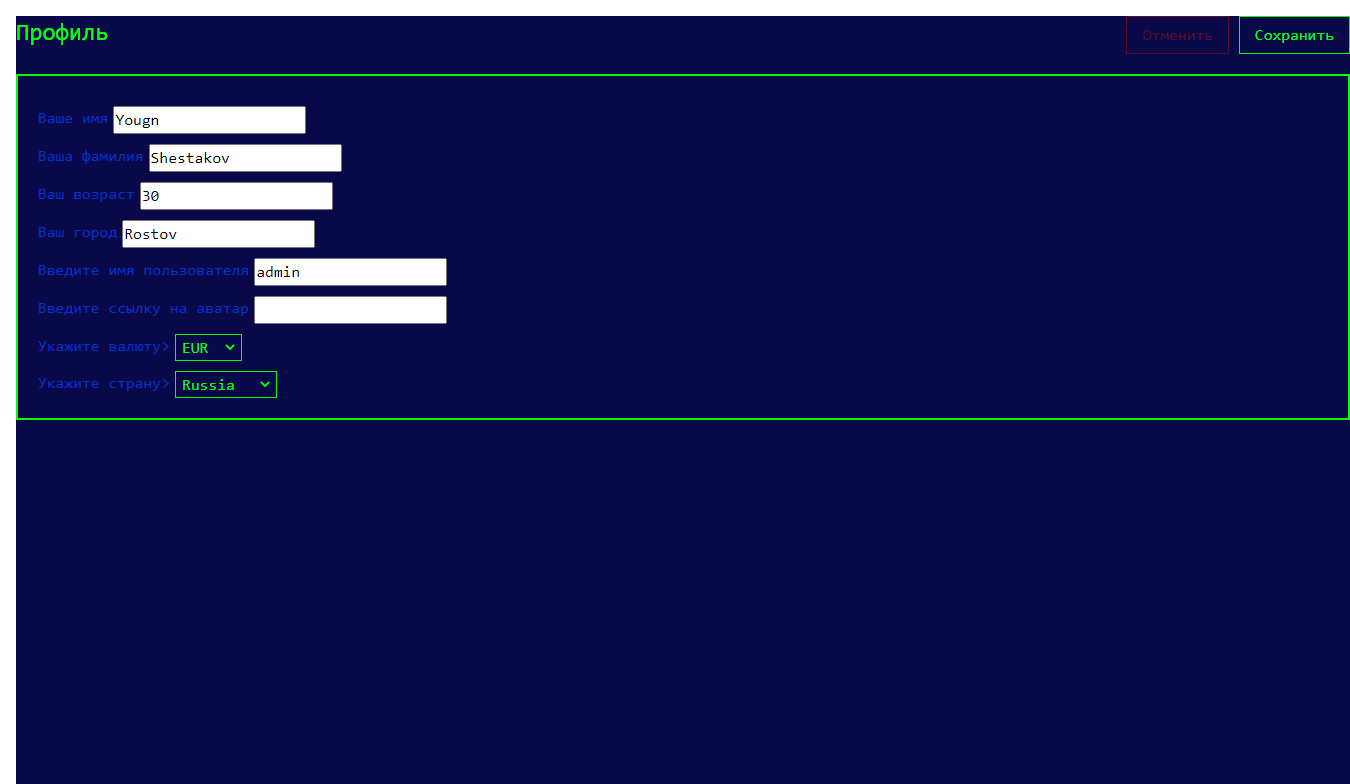 Профиль
Отменить Сохранить
Ваше имя Yougn
Ваша фамилия Shestakov
Ваш возраст 30
Ваш город Rostov
Введите имя пользователя admin
Введите ссылку на аватар
Укажите валюту> EUR
Укажите страну> Russia